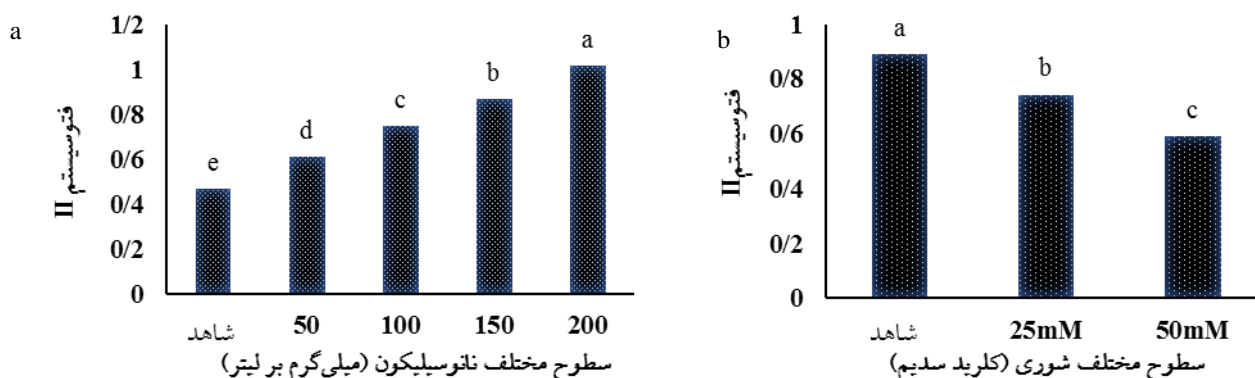 a
فتوسیستم II
1/2
1
0/8
0/6
0/4
0/2
0
e
d
c
b
a
شاهد 50 100 150 200
سطوح مختلف نانوسیلیکون (میلی‌گرم بر لیتر)
b
فتوسیستم II
1
0/8
0/6
0/4
0/2
0
a
b
c
شاهد 25mM 50mM
سطوح مختلف شوری (کلرید سدیم)